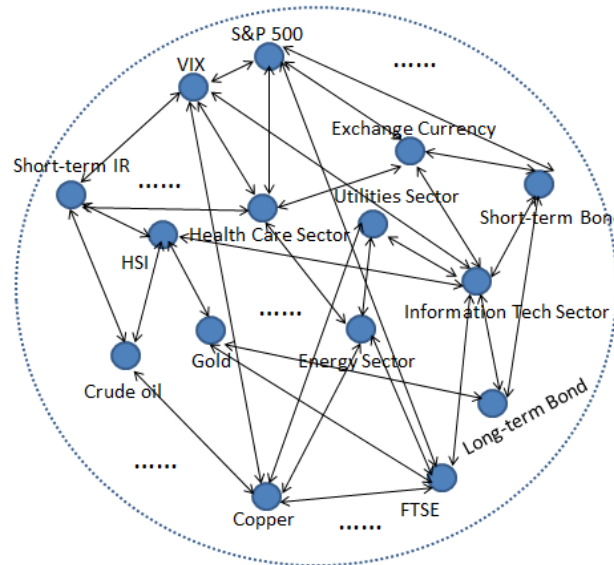 S&P 500
......
VIX
Exchange Currency
Short-term IR
......
Utilities Sector
Short-term Bond
Health Care Sector
HSI
......
Information Tech Sector
Gold
Energy Sector
Crude oil
Long-term Bond
......
Copper
FTSE
......